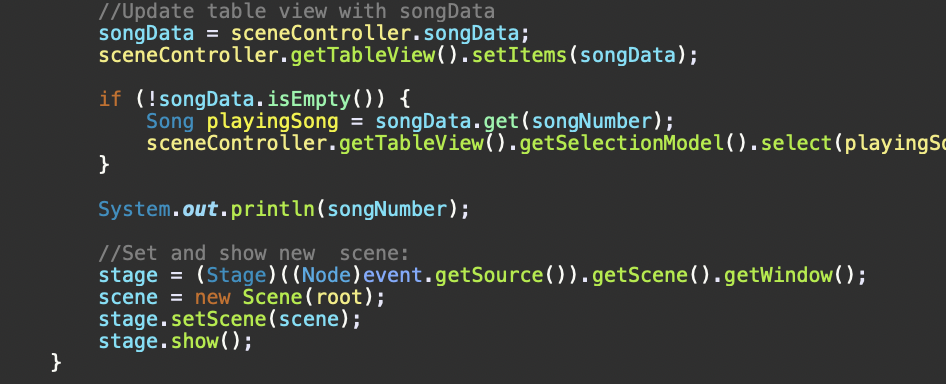 //Update table view with songData
songData = sceneController.songData;
sceneController.getTableView().setItems(songData);
if (!songData.isEmpty()) {
Song playingSong = songData.get(songNumber);
sceneController.getTableView().getSelectionModel().select(playingSo
}
System.out.println(songNumber);
//Set and show new  scene:
stage = (Stage)((Node)event.getSource()).getScene().getWindow();
scene = new Scene(root);
stage.setScene(scene);
stage.show();
}